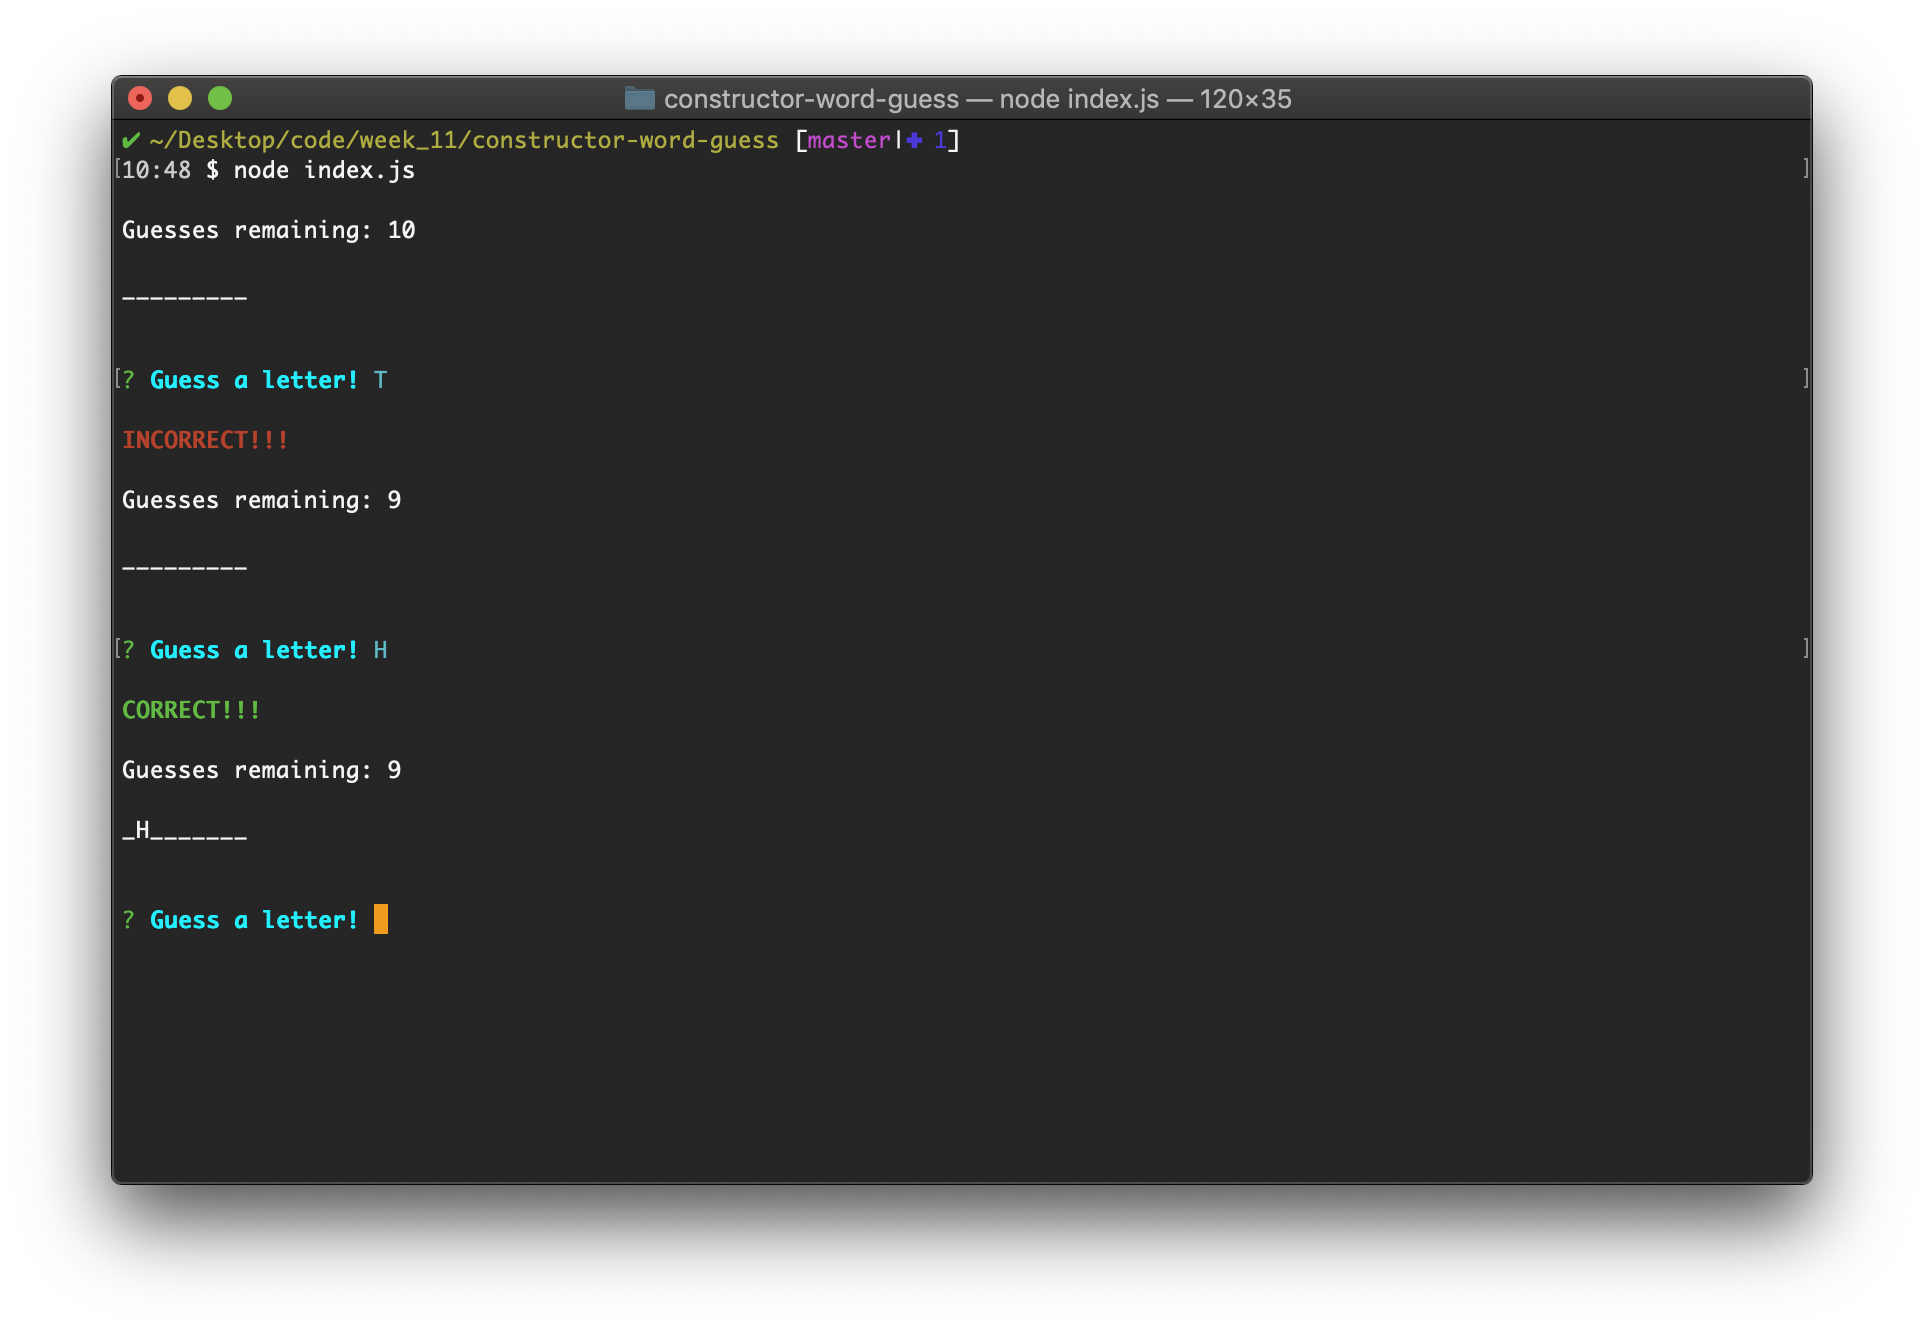 constructor-word-guess — node index.js — 120×35
✔ ~/Desktop/code/week_11/constructor-word-guess [master|✚ 1]
[10:48 $ node index.js ]
Guesses remaining: 10
_________
[? Guess a letter! T ]
INCORRECT!!!
Guesses remaining: 9
_________
[? Guess a letter! H ]
CORRECT!!!
Guesses remaining: 9
_H_______
? Guess a letter!